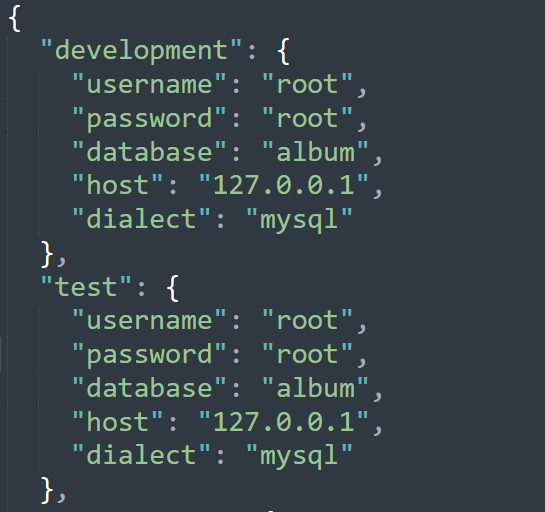 {
"development": {
"username": "root",
"password": "root",
"database": "album",
"host": "127.0.0.1",
"dialect": "mysql"
},
"test": {
"username": "root",
"password": "root",
"database": "album",
"host": "127.0.0.1",
"dialect": "mysql"
},